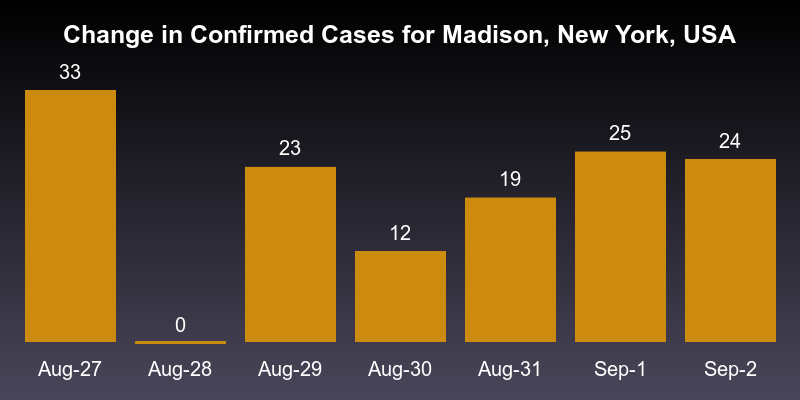 Change in Confirmed Cases for Madison, New York, USA
33
0
23
12
19
25
24
Aug-27
Aug-28
Aug-29
Aug-30
Aug-31
Sep-1
Sep-2